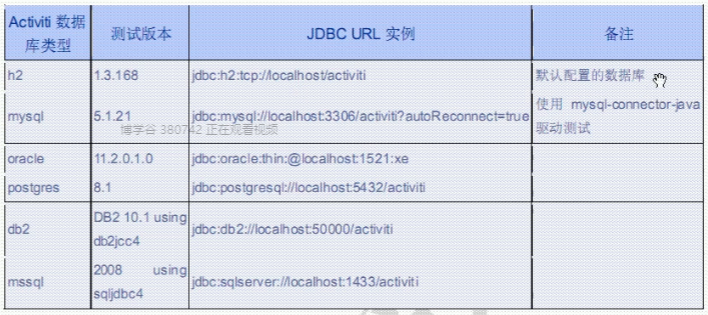 Activiti 数据
库类型
测试版本
JDBC URL 实例
备注
h2
1.3.168
jdbc:h2:tcp://localhost/activiti
默认配置的数据库
mysql
5.1.21
jdbc:mysql://localhost:3306/activiti?autoReconnect=true
使用 mysql-connector-java
驱动测试
博学谷 380742 正在观看视频
oracle
11.2.0.1.0
jdbc:oracle:thin:@localhost:1521:xe
postgres
8.1
jdbc:postgresql://localhost:5432/activiti
db2
DB2 10.1 using
db2jcc4
jdbc:db2://localhost:50000/activiti
mssql
2008 using
sqljdbc4
jdbc:sqlserver://localhost:1433/activiti